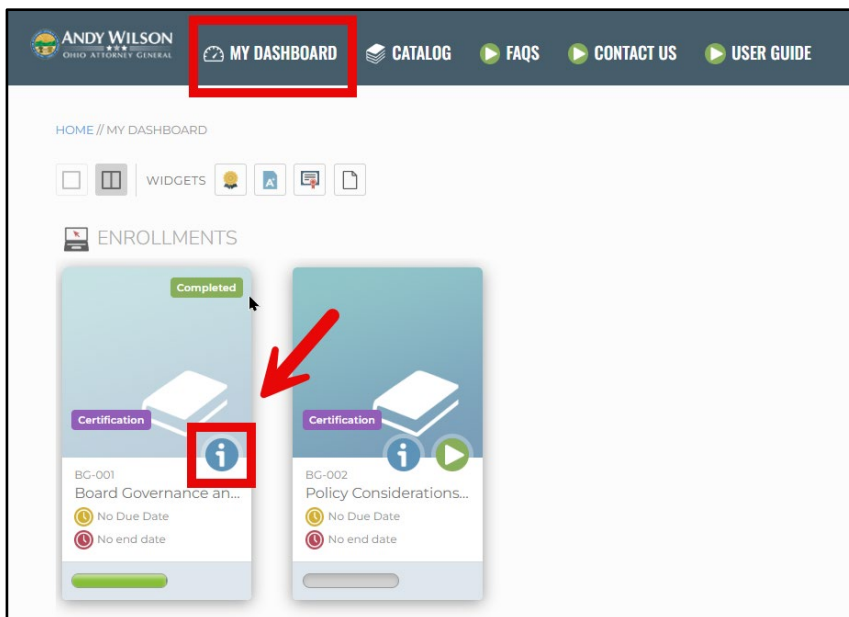 ANDY WILSON
OHIO ATTORNEY GENERAL
MY DASHBOARD
CATALOG
FAQS
CONTACT US
USER GUIDE
HOME // MY DASHBOARD
WIDGETS
ENROLLMENTS
Completed
Certification
BG-001
Board Governance an...
No Due Date
No end date
Certification
BG-002
Policy Considerations...
No Due Date
No end date